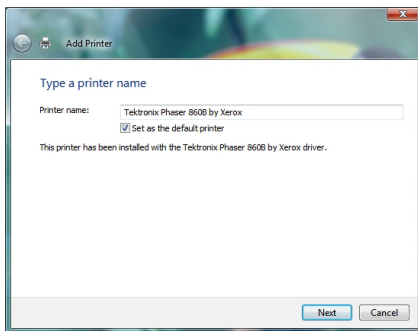 Add Printer
Type a printer name
Printer name: Tektronix Phaser 860B by Xerox
Set as the default printer
This printer has been installed with the Tektronix Phaser 860B by Xerox driver.
Next Cancel